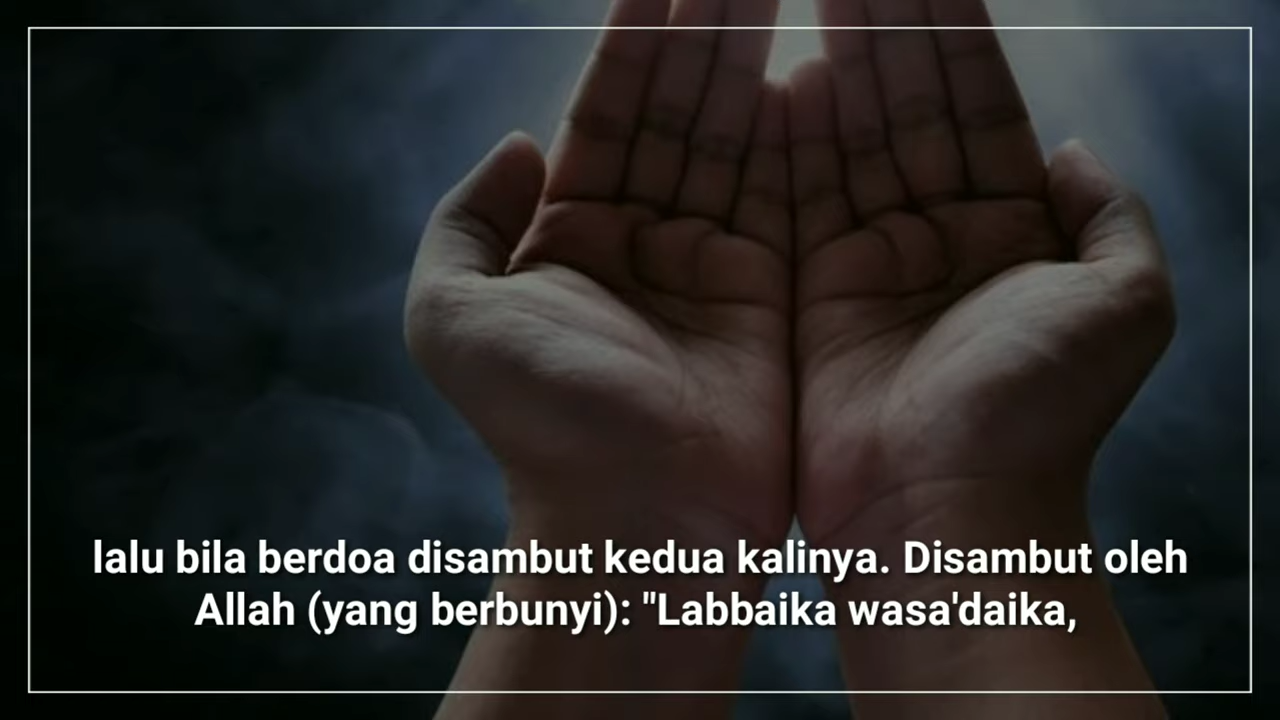 lalu bila berdoa disambut kedua kalinya. Disambut oleh
Allah (yang berbunyi): "Labbaika wasa'daika,